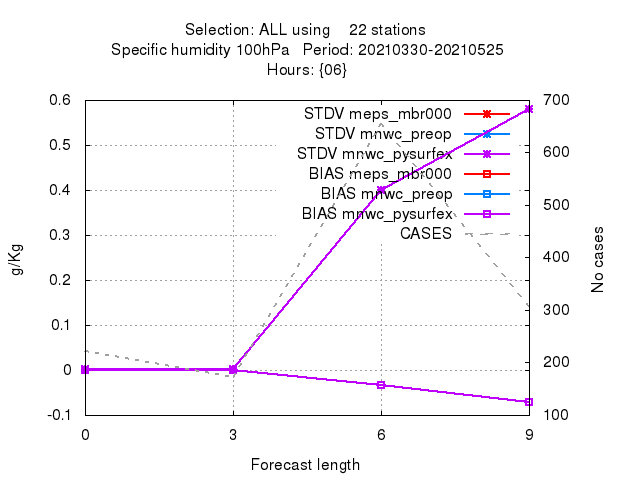 Selection: ALL using 22 stations
Specific humidity 100hPa Period: 20210330-20210525
Hours: {06}
STDV meps_mbr000
STDV mnwc_preop
STDV mnwc_pysurfex
BIAS meps_mbr000
BIAS mnwc_preop
BIAS mnwc_pysurfex
CASES
0.6
0.5
0.4
0.3
0.2
0.1
0
-0.1
g/Kg
700
600
500
400
300
200
100
No cases
0 3 6 9
Forecast length